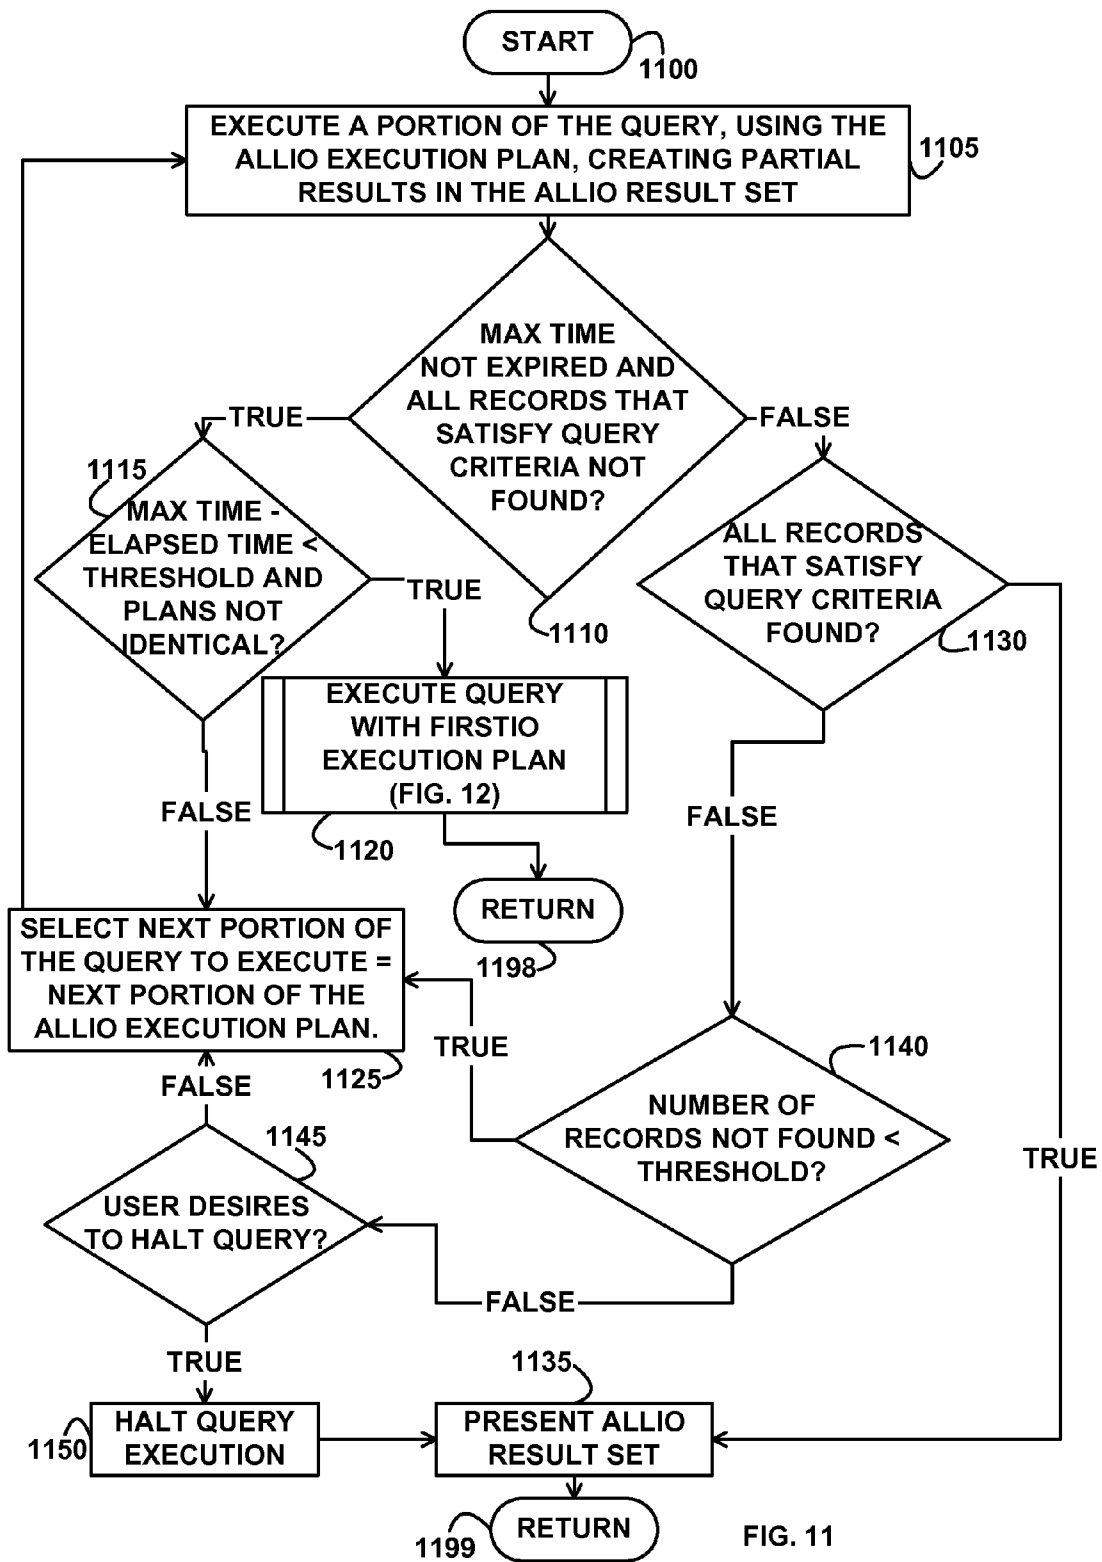 START
1100
EXECUTE A PORTION OF THE QUERY, USING THE
ALLIO EXECUTION PLAN, CREATING PARTIAL
RESULTS IN THE ALLIO RESULT SET
1105
MAX TIME
NOT EXPIRED AND
ALL RECORDS THAT
SATISFY QUERY
CRITERIA NOT
FOUND?
1110
TRUE
FALSE
1115
MAX TIME -
ELAPSED TIME <
THRESHOLD AND
PLANS NOT
IDENTICAL?
TRUE
ALL RECORDS
THAT SATISFY
QUERY CRITERIA
FOUND?
1130
EXECUTE QUERY
WITH FIRSTIO
EXECUTION PLAN
(FIG. 12)
1120
FALSE
FALSE
RETURN
1198
SELECT NEXT PORTION OF
THE QUERY TO EXECUTE =
NEXT PORTION OF THE
ALLIO EXECUTION PLAN.
1125
TRUE
1140
NUMBER OF
RECORDS NOT FOUND <
THRESHOLD?
TRUE
FALSE
1145
USER DESIRES
TO HALT QUERY?
FALSE
TRUE
1135
HALT QUERY
EXECUTION
1150
PRESENT ALLIO
RESULT SET
RETURN
1199
FIG. 11